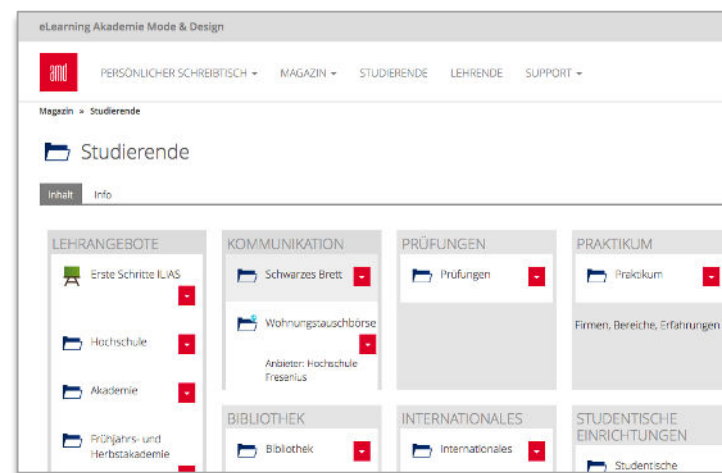 eLearning Akademie Mode & Design
amd
PERSÖNLICHER SCHREIBTISCH
MAGAZIN
STUDIERENDE
LEHRENDE
SUPPORT
Magazin » Studierende
Studierende
Inhalt
Info
LEHRANGEBOTE
Erste Schritte ILIAS
Hochschule
Akademie
Frühjahrs- und
Herbstakademie
KOMMUNIKATION
Schwarzes Brett
Wohnungstauschbörse
Anbieter: Hochschule
Fresenius
PRÜFUNGEN
Prüfungen
PRAKTIKUM
Praktikum
Firmen, Bereiche, Erfahrungen
BIBLIOTHEK
Bibliothek
INTERNATIONALES
Internationales
STUDENTISCHE
EINRICHTUNGEN
Studentische